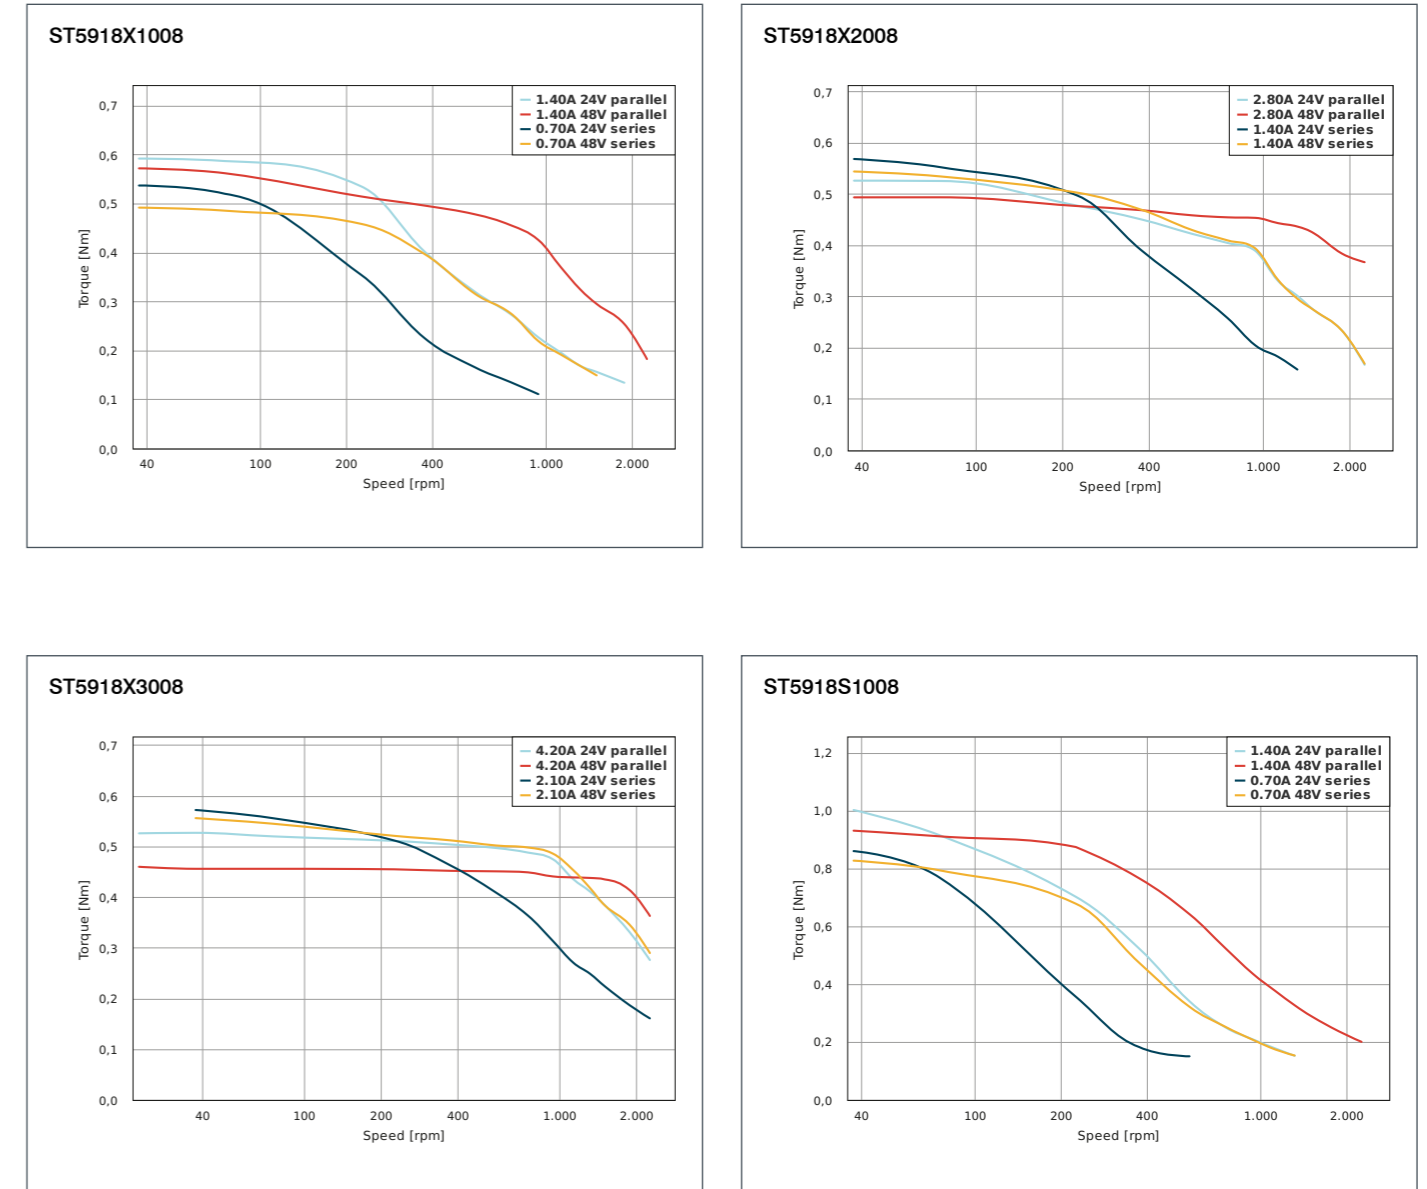 ST5918X1008
1.40A 24V parallel
1.40A 48V parallel
0.70A 24V series
0.70A 48V series
0,7
0,6
0,5
0,4
0,3
0,2
0,1
0,0
Torque [Nm]
40 100 200 400 1.000 2.000
Speed [rpm]
ST5918X2008
2.80A 24V parallel
2.80A 48V parallel
1.40A 24V series
1.40A 48V series
0,7
0,6
0,5
0,4
0,3
0,2
0,1
0,0
Torque [Nm]
40 100 200 400 1.000 2.000
Speed [rpm]
ST5918X3008
4.20A 24V parallel
4.20A 48V parallel
2.10A 24V series
2.10A 48V series
0,7
0,6
0,5
0,4
0,3
0,2
0,1
0,0
Torque [Nm]
40 100 200 400 1.000 2.000
Speed [rpm]
ST5918S1008
1.40A 24V parallel
1.40A 48V parallel
0.70A 24V series
0.70A 48V series
1,2
1,0
0,8
0,6
0,4
0,2
0,0
Torque [Nm]
40 100 200 400 4.000 2.000
Speed [rpm]